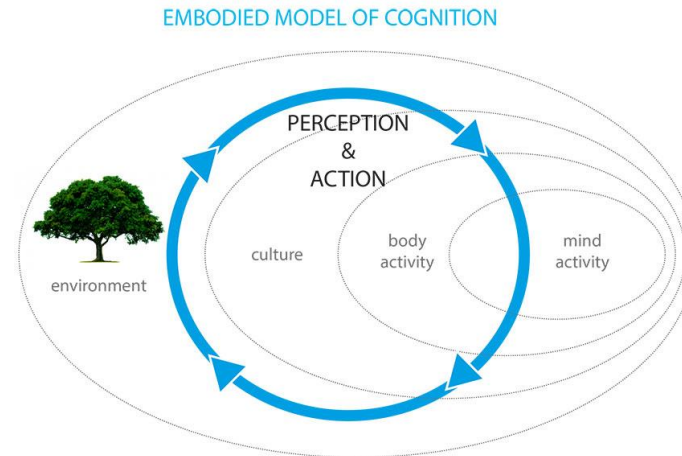 EMBODIED MODEL OF COGNITION
PERCEPTION
&
ACTION
environment
culture
body
activity
mind
activity